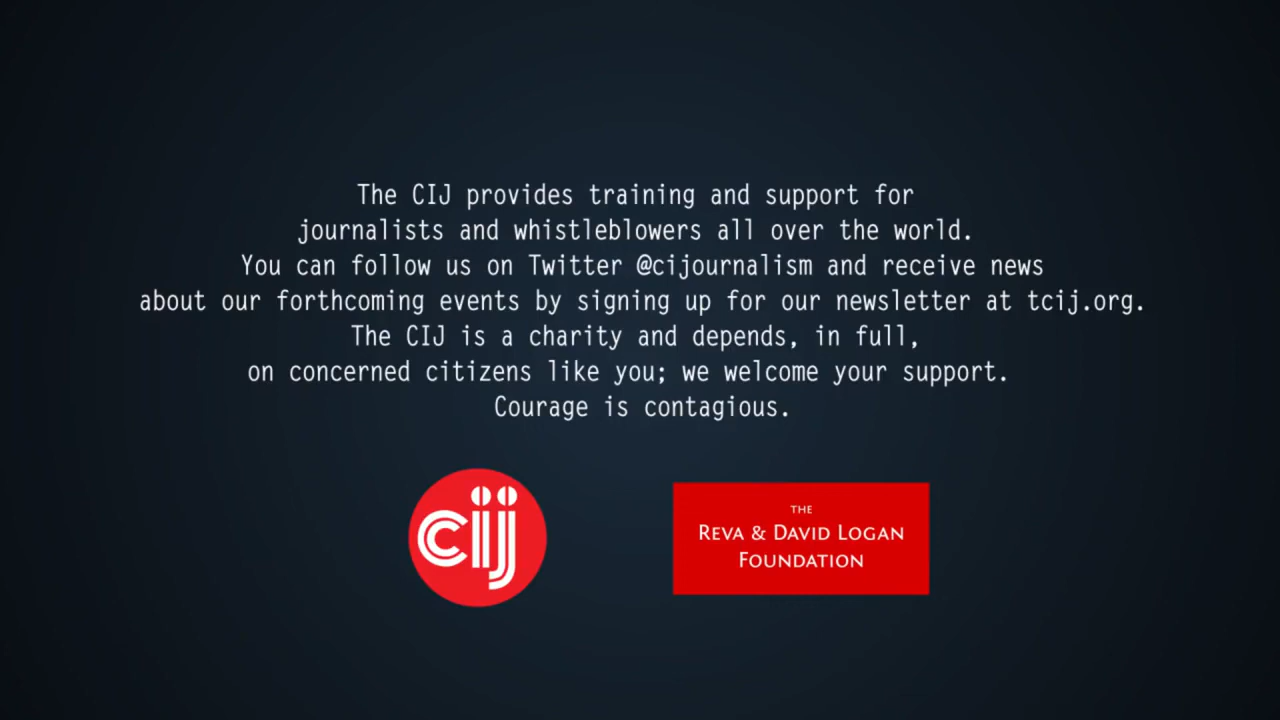 The CIJ provides training and support for
journalists and whistleblowers all over the world.
You can follow us on Twitter @cijournalism and receive news
about our forthcoming events by signing up for our newsletter at tcij.org.
The CIJ is a charity and depends, in full,
on concerned citizens like you; we welcome your support.
Courage is contagious.
cij
THE
REVA & DAVID LOGAN
FOUNDATION